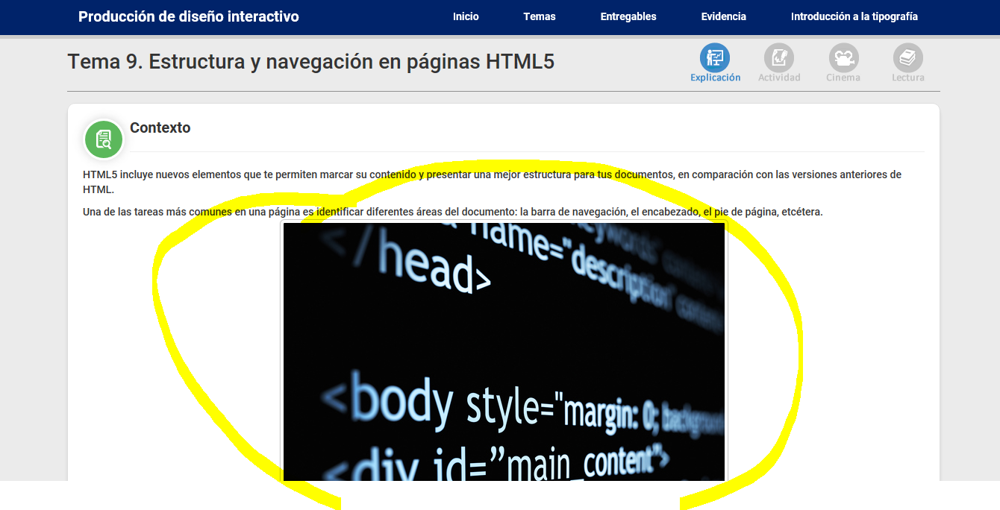 Producción de diseño interactivo
Inicio
Temas
Entregables
Evidencia
Introducción a la tipografía
Tema 9. Estructura y navegación en páginas HTML5
Explicación
Actividad
Cinema
Lectura
Contexto
HTML5 incluye nuevos elementos que te permiten marcar su contenido y presentar una mejor estructura para tus documentos, en comparación con las versiones anteriores de
HTML.
Una de las tareas más comunes en una página es identificar diferentes áreas del documento: la barra de navegación, el encabezado, el pie de página, etcétera.
name="description"
</head>
<body style="margin: 0; background
<div id="main_content">